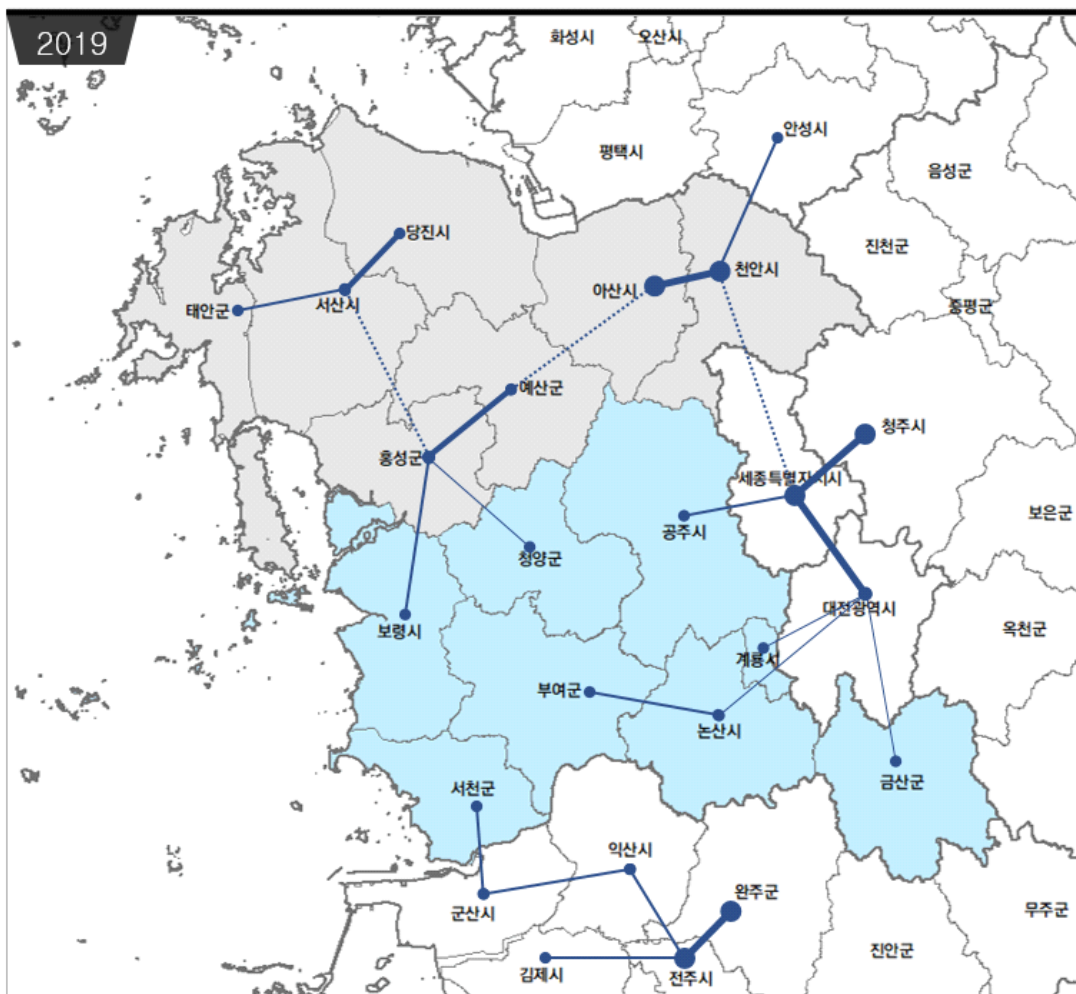 2019
화성시
오산시
안성시
평택시
음성군
당진시
진천군
천안시
아산시
서산시
태안군
증평군
예산군
청주시
홍성군
세종특별자치시
보은군
공주시
청양군
대전광역시
보령시
옥천군
계룡시
부여군
논산시
금산군
서천군
익산시
완주군
군산시
무주군
진안군
김제시
전주시